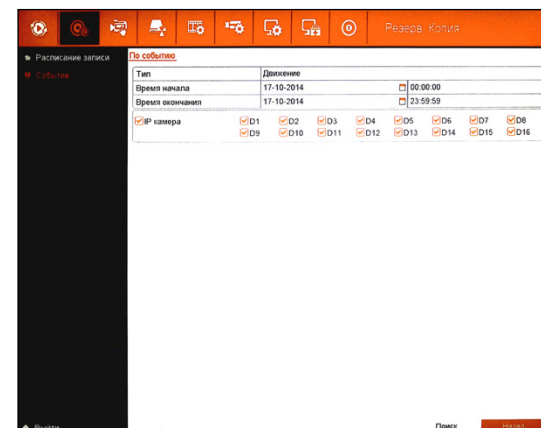 Резерв. Копия
Расписание записи
События
По событию
Тип Движение
Время начала 17-10-2014 00:00:00
Время окончания 17-10-2014 23:59:59
IP камера D1 D2 D3 D4 D5 D6 D7 D8
D9 D10 D11 D12 D13 D14 D15 D16
Выйти Поиск Назад